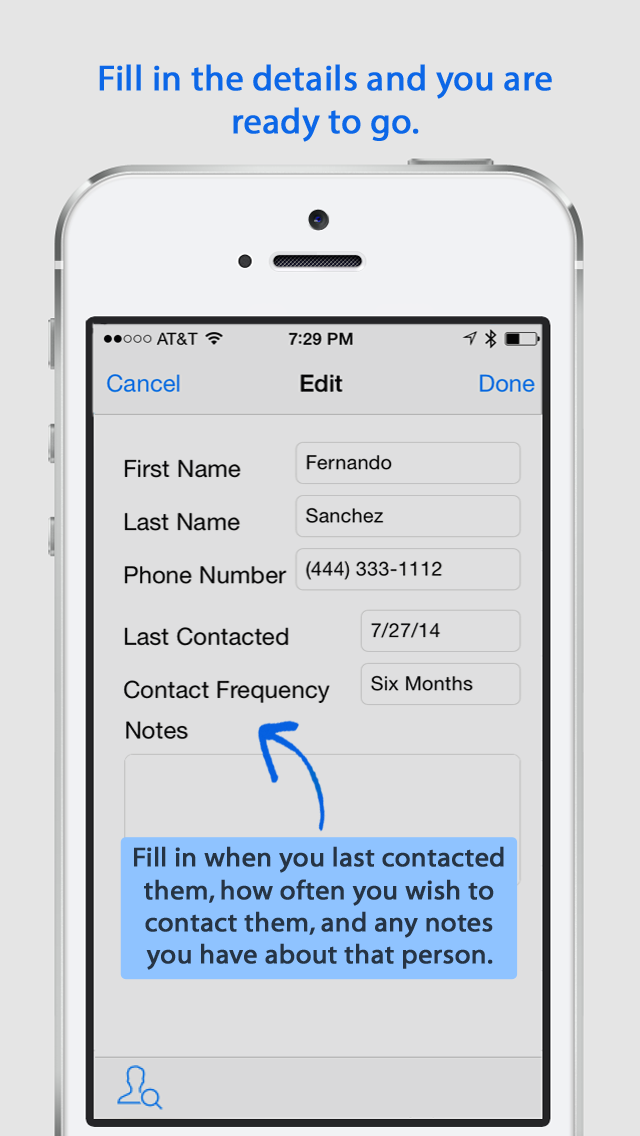 Fill in the details and you are
ready to go.
AT&T 7:29 PM
Cancel Edit Done
First Name Fernando
Last Name Sanchez
Phone Number (444) 333-1112
Last Contacted 7/27/14
Contact Frequency Six Months
Notes
Fill in when you last contacted
them, how often you wish to
contact them, and any notes
you have about that person.